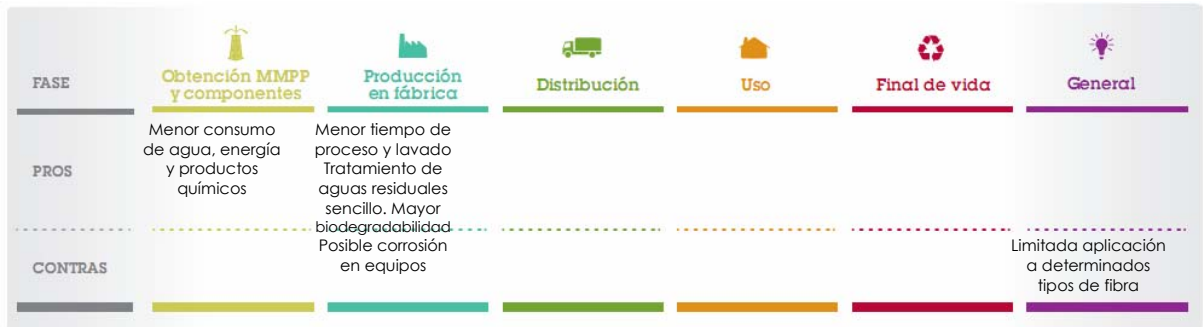 FASE
Obtención MMPP
y componentes
Producción
en fábrica
Distribución
Uso
Final de vida
General
PROS
Menor consumo
de agua, energía
y productos
químicos
Menor tiempo de
proceso y lavado
Tratamiento de
aguas residuales
sencillo. Mayor
biodegradabilidad
CONTRAS
Posible corrosión
en equipos
Limitada aplicación
a determinados
tipos de fibra